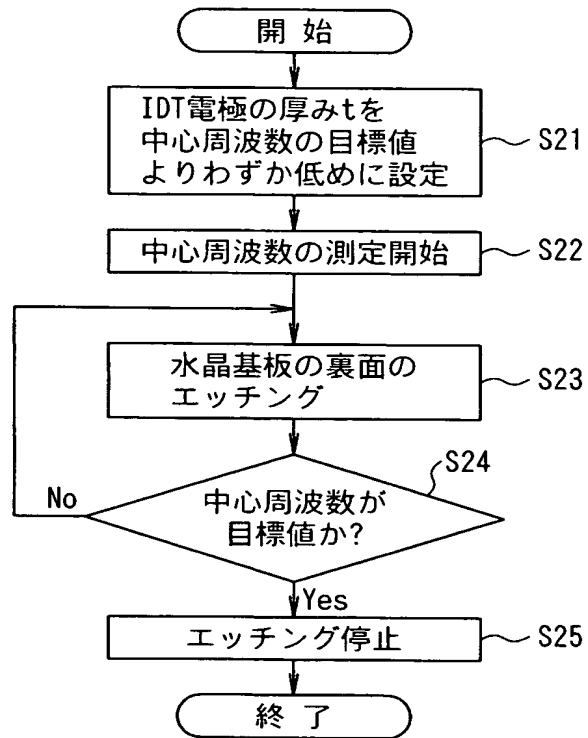 開始
IDT電極の厚みtを
中心周波数の目標値
よりわずか低めに設定
S21
中心周波数の測定開始
S22
水晶基板の裏面の
エッチング
S23
S24
中心周波数が
目標値か?
No
Yes
エッチング停止
S25
終了